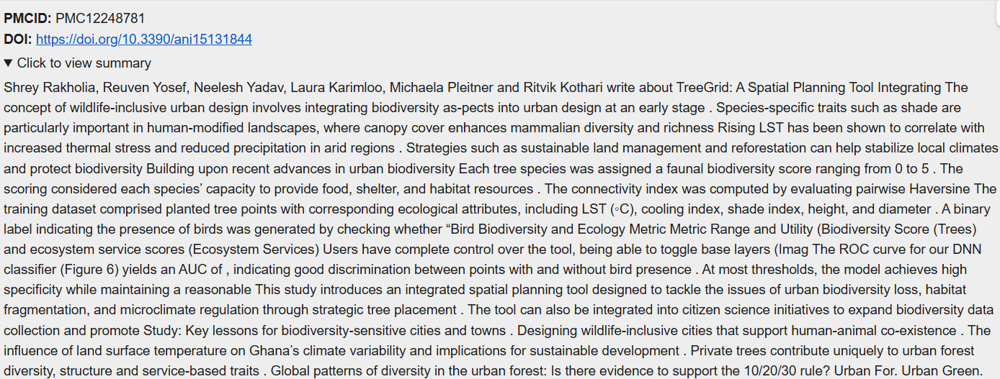 PMCID: PMC12248781
DOI: https://doi.org/10.3390/ani15131844
▼ Click to view summary
Shrey Rakholia, Reuven Yosef, Neelesh Yadav, Laura Karimloo, Michaela Pleitner and Ritvik Kothari write about TreeGrid: A Spatial Planning Tool Integrating The
concept of wildlife-inclusive urban design involves integrating biodiversity as-pects into urban design at an early stage . Species-specific traits such as shade are
particularly important in human-modified landscapes, where canopy cover enhances mammalian diversity and richness Rising LST has been shown to correlate with
increased thermal stress and reduced precipitation in arid regions . Strategies such as sustainable land management and reforestation can help stabilize local climates
and protect biodiversity Building upon recent advances in urban biodiversity Each tree species was assigned a faunal biodiversity score ranging from 0 to 5 . The
scoring considered each species’ capacity to provide food, shelter, and habitat resources . The connectivity index was computed by evaluating pairwise Haversine The
training dataset comprised planted tree points with corresponding ecological attributes, including LST (◦C), cooling index, shade index, height, and diameter . A binary
label indicating the presence of birds was generated by checking whether “Bird Biodiversity and Ecology Metric Metric Range and Utility (Biodiversity Score (Trees)
and ecosystem service scores (Ecosystem Services) Users have complete control over the tool, being able to toggle base layers (Imag The ROC curve for our DNN
classifier (Figure 6) yields an AUC of , indicating good discrimination between points with and without bird presence . At most thresholds, the model achieves high
specificity while maintaining a reasonable This study introduces an integrated spatial planning tool designed to tackle the issues of urban biodiversity loss, habitat
fragmentation, and microclimate regulation through strategic tree placement . The tool can also be integrated into citizen science initiatives to expand biodiversity data
collection and promote Study: Key lessons for biodiversity-sensitive cities and towns . Designing wildlife-inclusive cities that support human-animal co-existence . The
influence of land surface temperature on Ghana’s climate variability and implications for sustainable development . Private trees contribute uniquely to urban forest
diversity, structure and service-based traits . Global patterns of diversity in the urban forest: Is there evidence to support the 10/20/30 rule? Urban For. Urban Green.